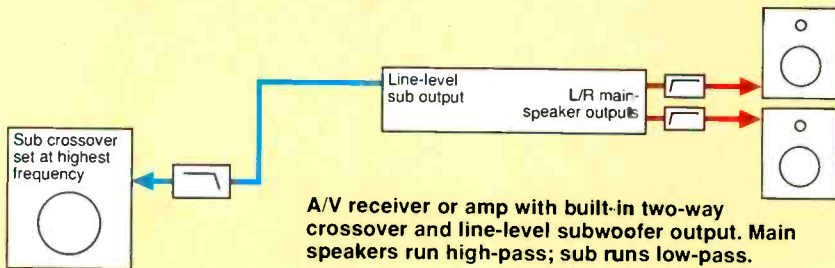 Line-level
sub output
L/R main-
speaker outputs
Sub crossover
set at highest
frequency
A/V receiver or amp with built-in two-way
crossover and line-level subwoofer output. Main
speakers run high-pass; sub runs low-pass.